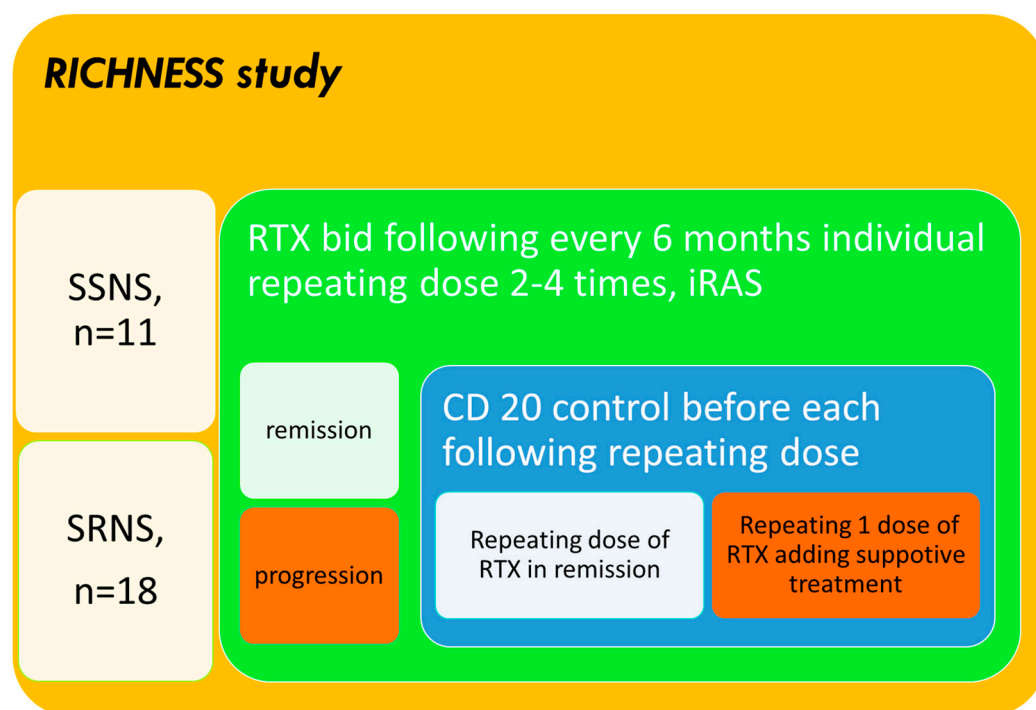 RICHNESS study
SSNS,
n=11
SRNS,
n=18
RTX bid following every 6 months individual
repeating dose 2-4 times, iRAS
remission
progression
CD 20 control before each
following repeating dose
Repeating dose of
RTX in remission
Repeating 1 dose of
RTX adding suppotive
treatment